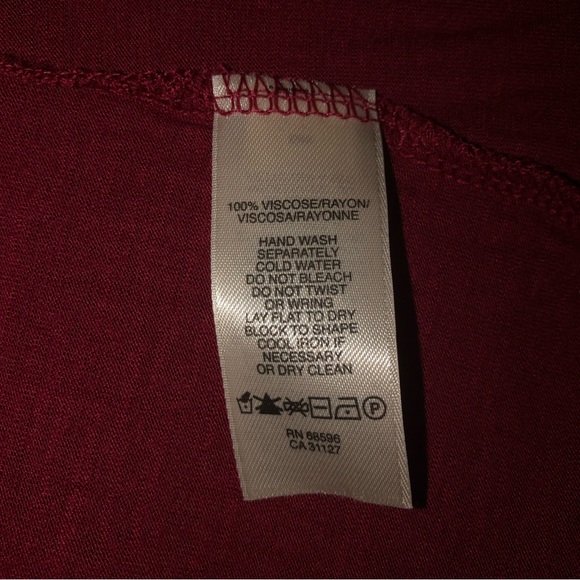 100% VISCOSE/RAYON/
VISCOSA/RAYONNE
HAND WASH
SEPARATELY
COLD WATER
DO NOT BLEACH
DO NOT TWIST
OR WRING
LAY FLAT TO DRY
BLOCK TO SHAPE
COOL IRON IF
NECESSARY
OR DRY CLEAN
P
RN 68596
CA 31127